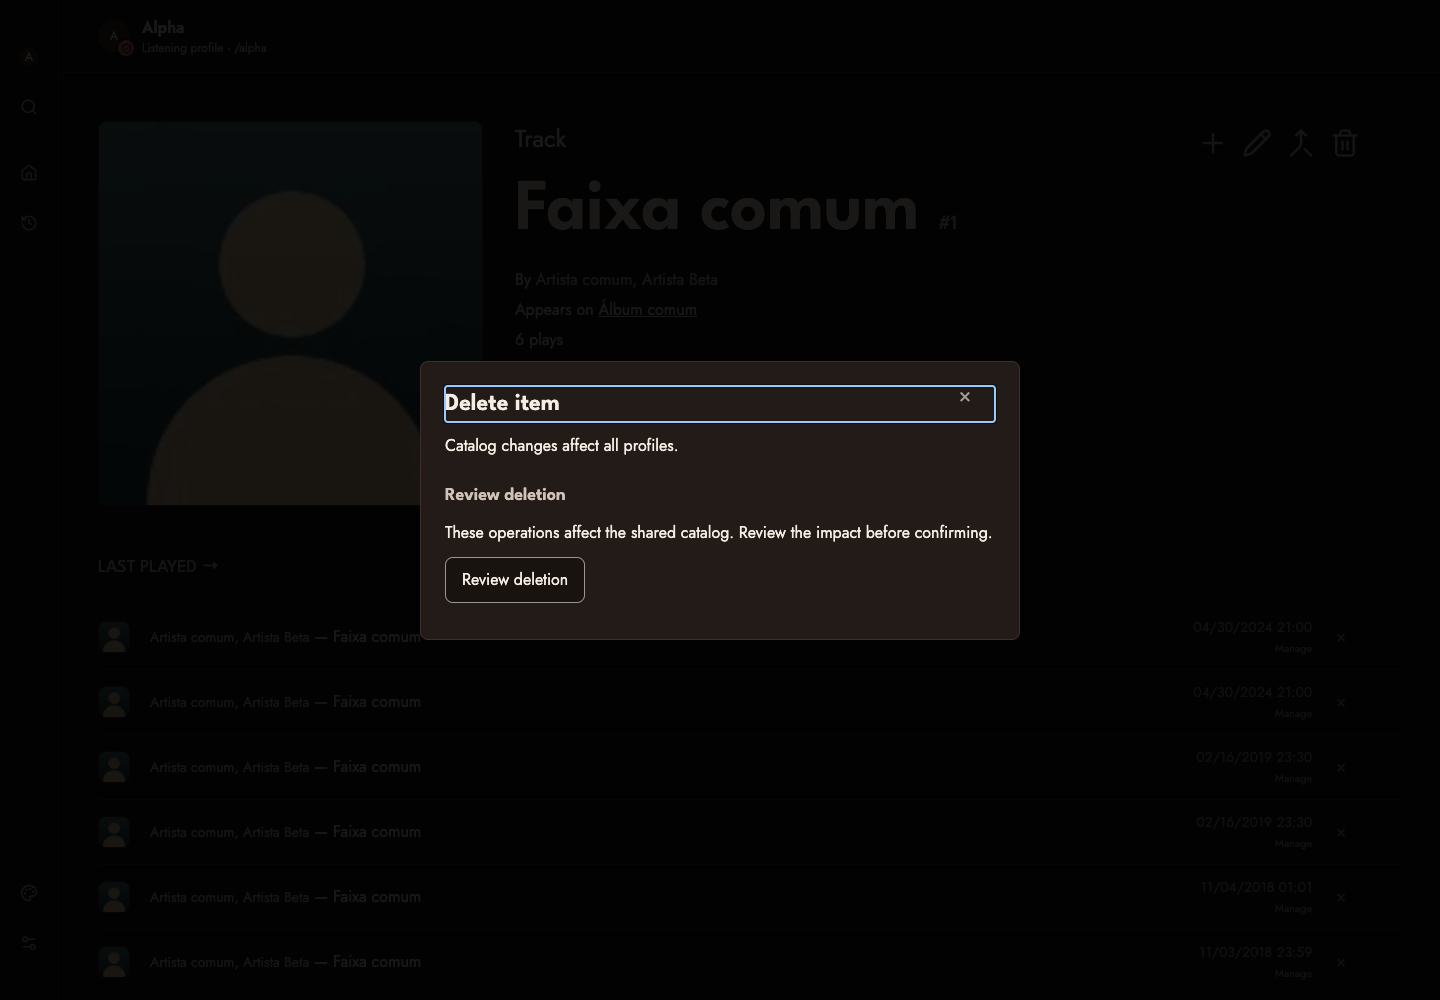 Alpha
A
Listening profile · /alpha
A
Track
Faixa comum #1
By Artista comum, Artista Beta
Appears on Álbum comum
6 plays
Delete item ×
Catalog changes affect all profiles.
Review deletion
These operations affect the shared catalog. Review the impact before confirming.
Review deletion
LAST PLAYED →
Artista comum, Artista Beta — Faixa comum 04/30/2024 21:00
Manage ×
Artista comum, Artista Beta — Faixa comum 04/30/2024 21:00
Manage ×
Artista comum, Artista Beta — Faixa comum 02/16/2019 23:30
Manage ×
Artista comum, Artista Beta — Faixa comum 02/16/2019 23:30
Manage ×
Artista comum, Artista Beta — Faixa comum 11/04/2018 01:01
Manage ×
Artista comum, Artista Beta — Faixa comum 11/03/2018 23:59
Manage ×